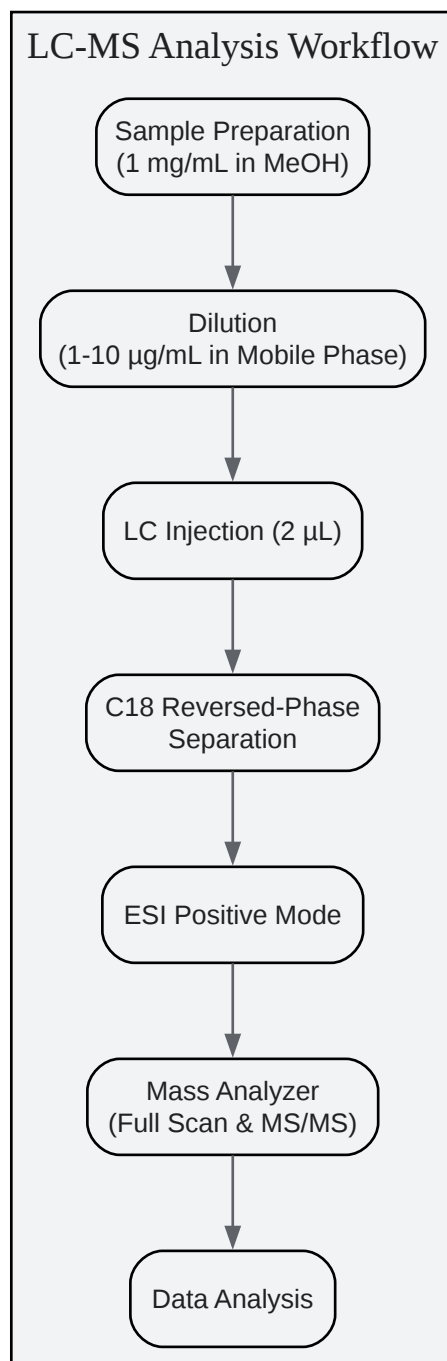 LC-MS Analysis Workflow
Sample Preparation
(1 mg/mL in MeOH)
Dilution
(1-10 µg/mL in Mobile Phase)
LC Injection (2 µL)
C18 Reversed-Phase
Separation
ESI Positive Mode
Mass Analyzer
(Full Scan & MS/MS)
Data Analysis